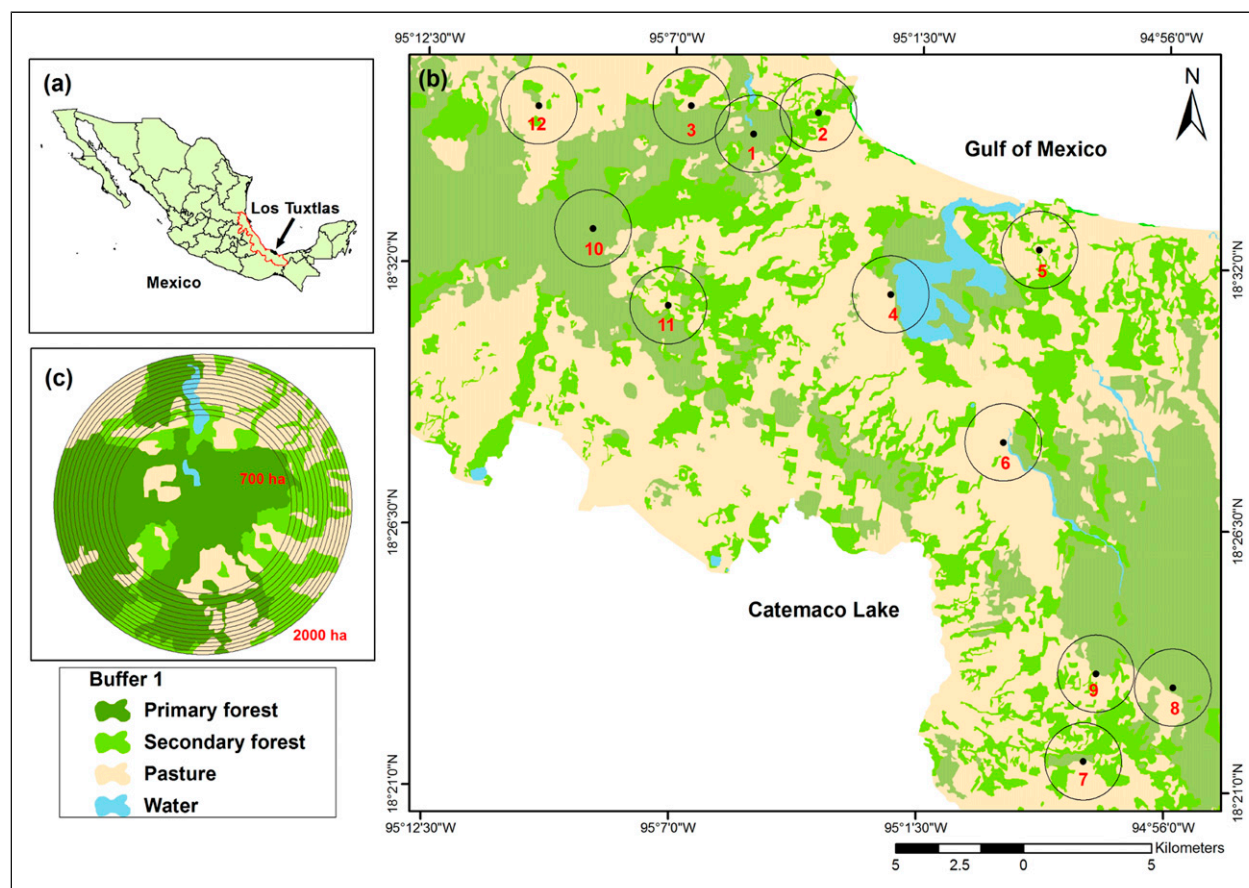 (a)
Los Tuxtlas
Mexico
(c)
700 ha
2000 ha
Buffer 1
Primary forest
Secondary forest
Pasture
Water
95°12'30"W
95°7'0"W
95°1'30"W
94°56'0"W
(b)
N
Gulf of Mexico
12
3
1
2
10
5
4
11
6
9
8
7
Catemaco Lake
18°32'0"N
18°26'30"N
18°21'0"N
18°32'0"N
18°26'30"N
18°21'0"N
95°12'30"W
95°7'0"W
95°1'30"W
94°56'0"W
Kilometers
5 2.5 0 5